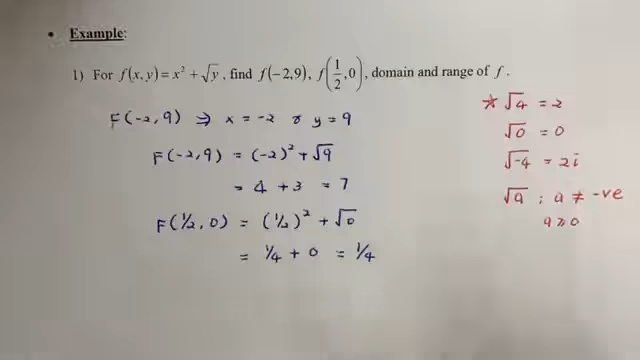 • Example:
1) For f(x, y) = x² + √y, find f(−2,9), f(1/2, 0), domain and range of f.
F(-2, 9) ⇒ x = -2 & y = 9
F(-2, 9) = (-2)² + √9
= 4 + 3 = 7
F(½, 0) = (½)² + √0
= ¼ + 0 = ¼
* √4 = 2
√0 = 0
√-4 = 2i
√a ; a ≠ -ve
a ≥ 0